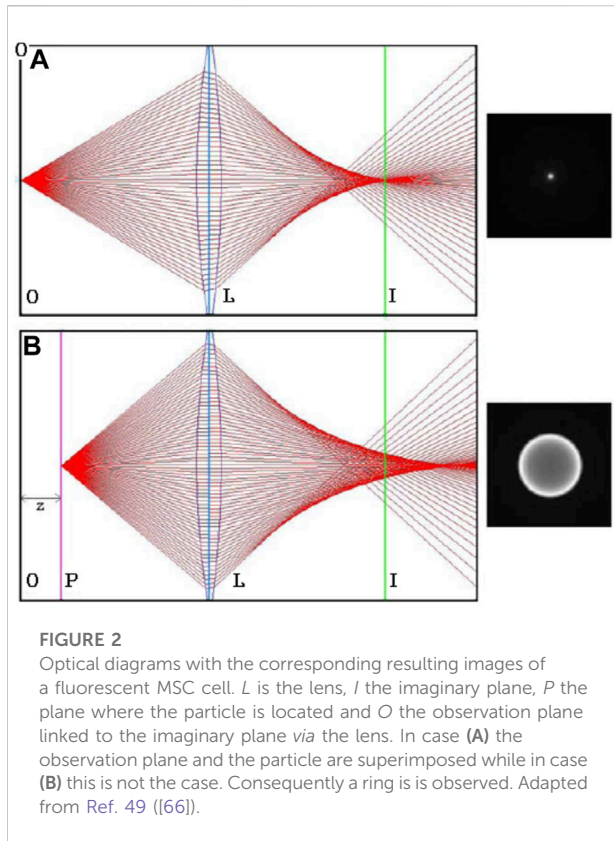 O
A
O
L
I
B
z
O
P
L
I
FIGURE 2
Optical diagrams with the corresponding resulting images of
a fluorescent MSC cell. L is the lens, I the imaginary plane, P the
plane where the particle is located and O the observation plane
linked to the imaginary plane via the lens. In case (A) the
observation plane and the particle are superimposed while in case
(B) this is not the case. Consequently a ring is is observed. Adapted
from Ref. 49 ([66]).